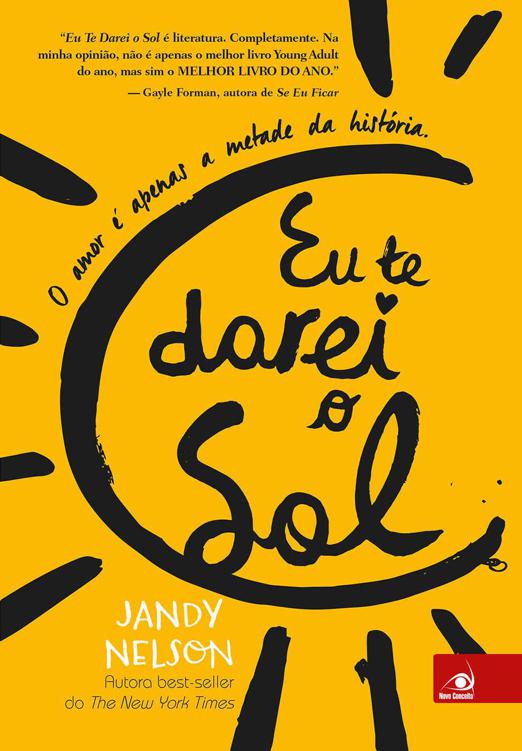 “Eu Te Darei o Sol é literatura. Completamente. Na
minha opinião, não é apenas o melhor livro Young Adult
do ano, mas sim o MELHOR LIVRO DO ANO.”
— Gayle Forman, autora de Se Eu Ficar
O amor é apenas a metade da história.
Eu te
darei
o
Sol
JANDY
NELSON
Autora best-seller
do The New York Times
Novo Conceito